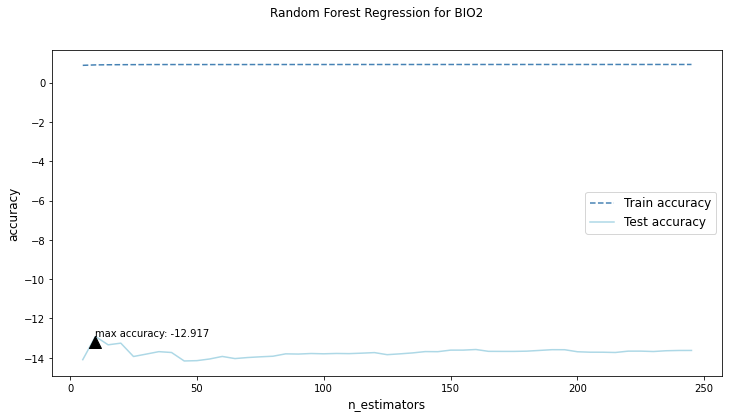 Random Forest Regression for BIO2
accuracy
0
−2
−4
−6
−8
−10
−12
−14
Train accuracy
Test accuracy
max accuracy: -12.917
0 50 100 150 200 250
n_estimators